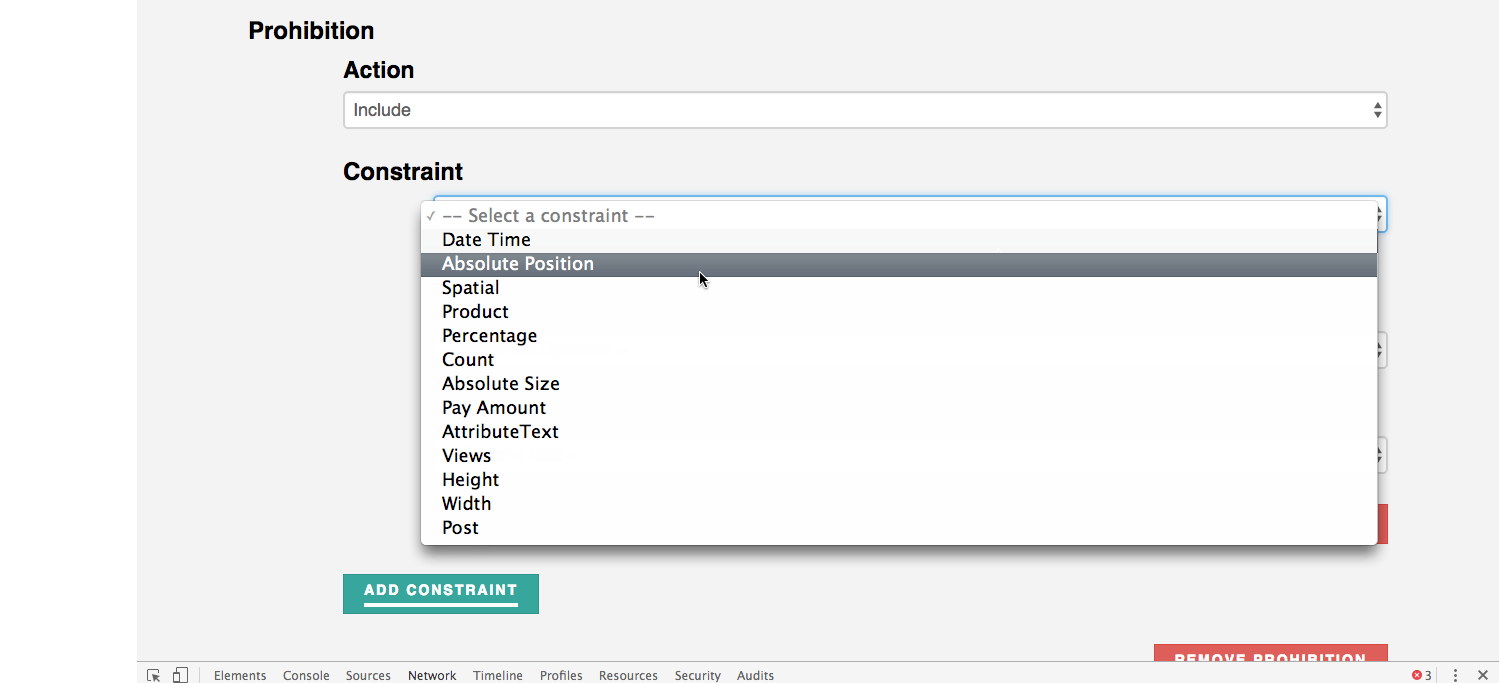 Prohibition
Action
Include
Constraint
✓ -- Select a constraint --
Date Time
Absolute Position
Spatial
Product
Percentage
Count
Absolute Size
Pay Amount
AttributeText
Views
Height
Width
Post
ADD CONSTRAINT
REMOVE PROHIBITION
Elements Console Sources Network Timeline Profiles Resources Security Audits 3